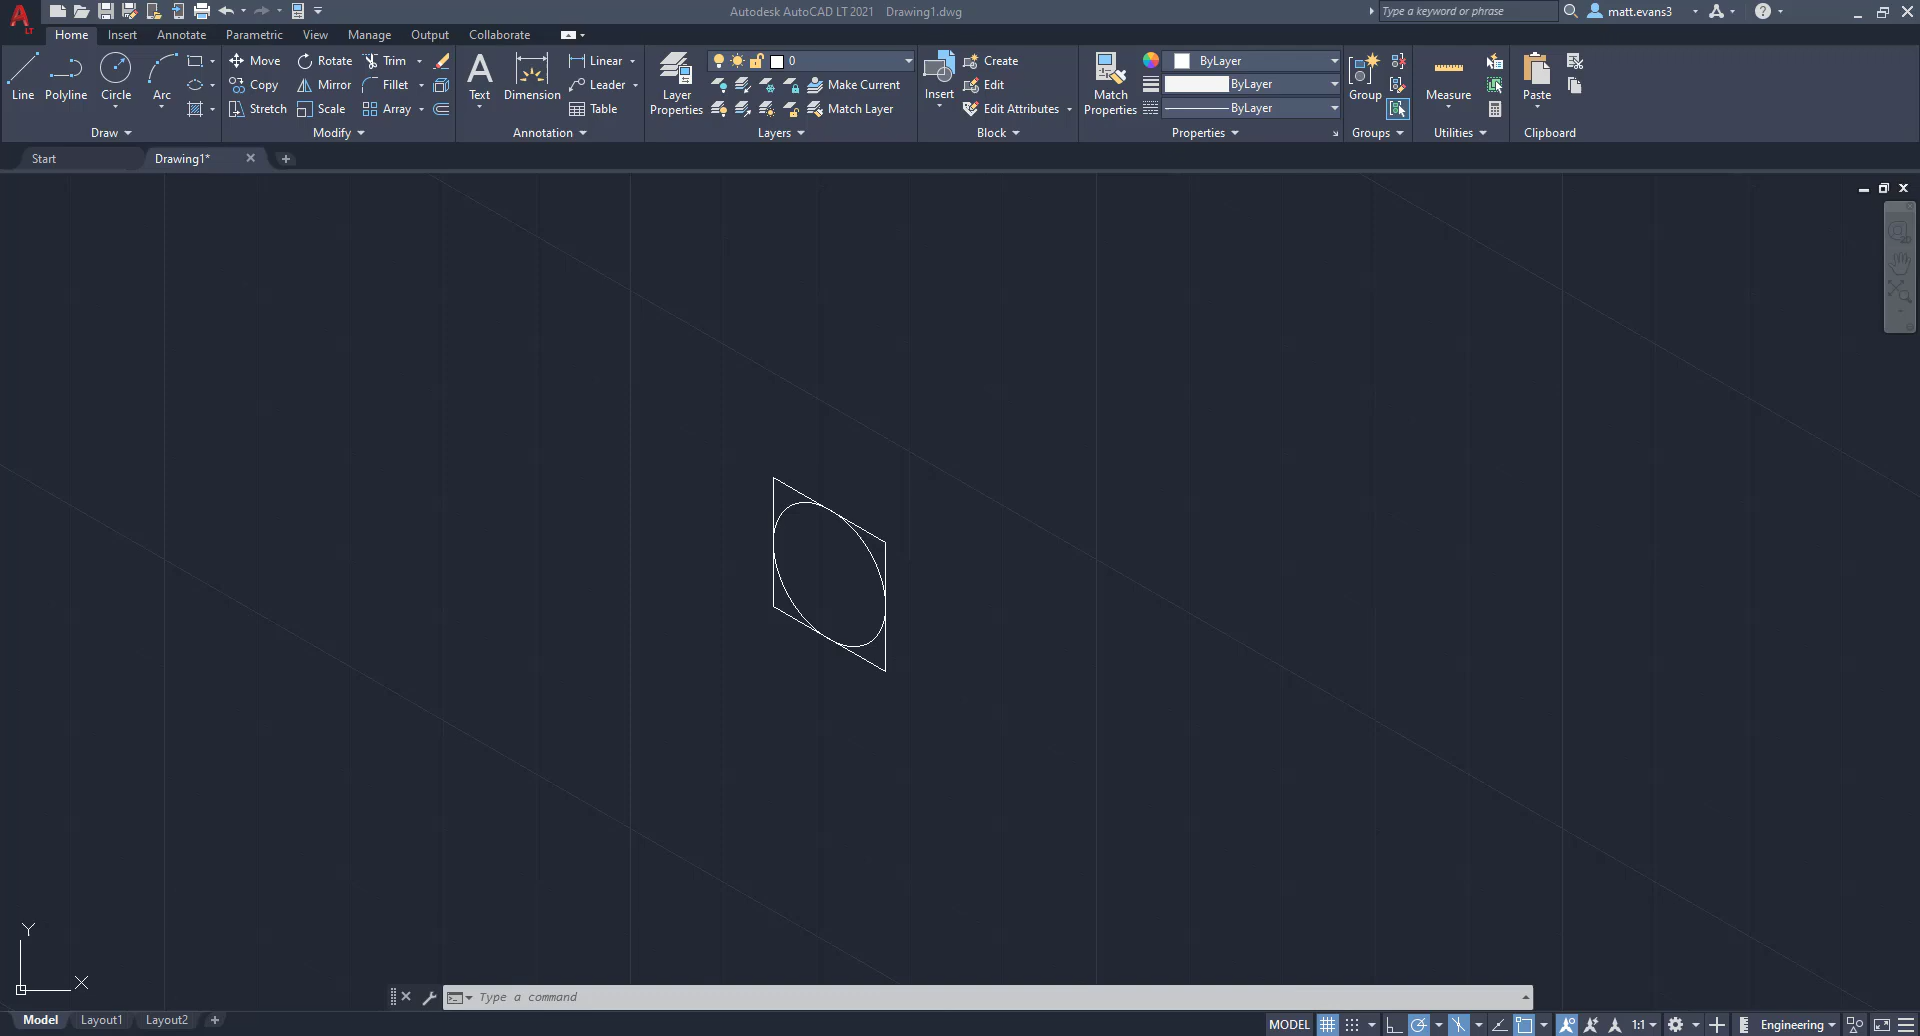 LT
Autodesk AutoCAD LT 2021 Drawing1.dwg
Type a keyword or phrase
matt.evans3
Home Insert Annotate Parametric View Manage Output Collaborate
Line Polyline Circle Arc
Draw
Move Rotate Trim
Copy Mirror Fillet
Stretch Scale Array
Modify
Text Dimension
Linear
Leader
Table
Annotation
Layer
Properties
0
Make Current
Match Layer
Layers
Insert
Create
Edit
Edit Attributes
Block
Match
Properties
ByLayer
ByLayer
ByLayer
Properties
Group
Groups
Measure
Utilities
Paste
Clipboard
Start Drawing1*
Y
X
Type a command
Model Layout1 Layout2
MODEL 1:1 Engineering